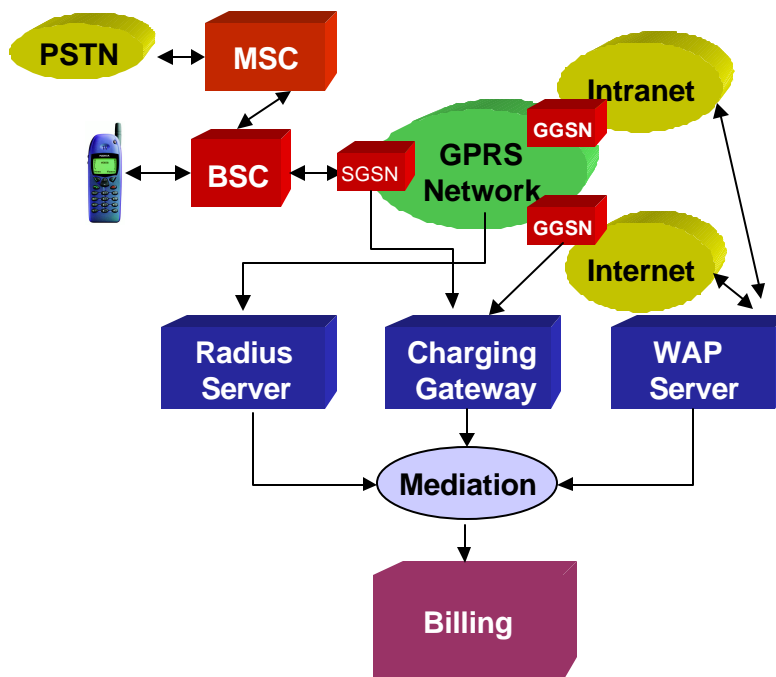 PSTN
MSC
Intranet
GGSN
GPRS
Network
BSC
SGSN
GGSN
Internet
Radius
Server
Charging
Gateway
WAP
Server
Mediation
Billing